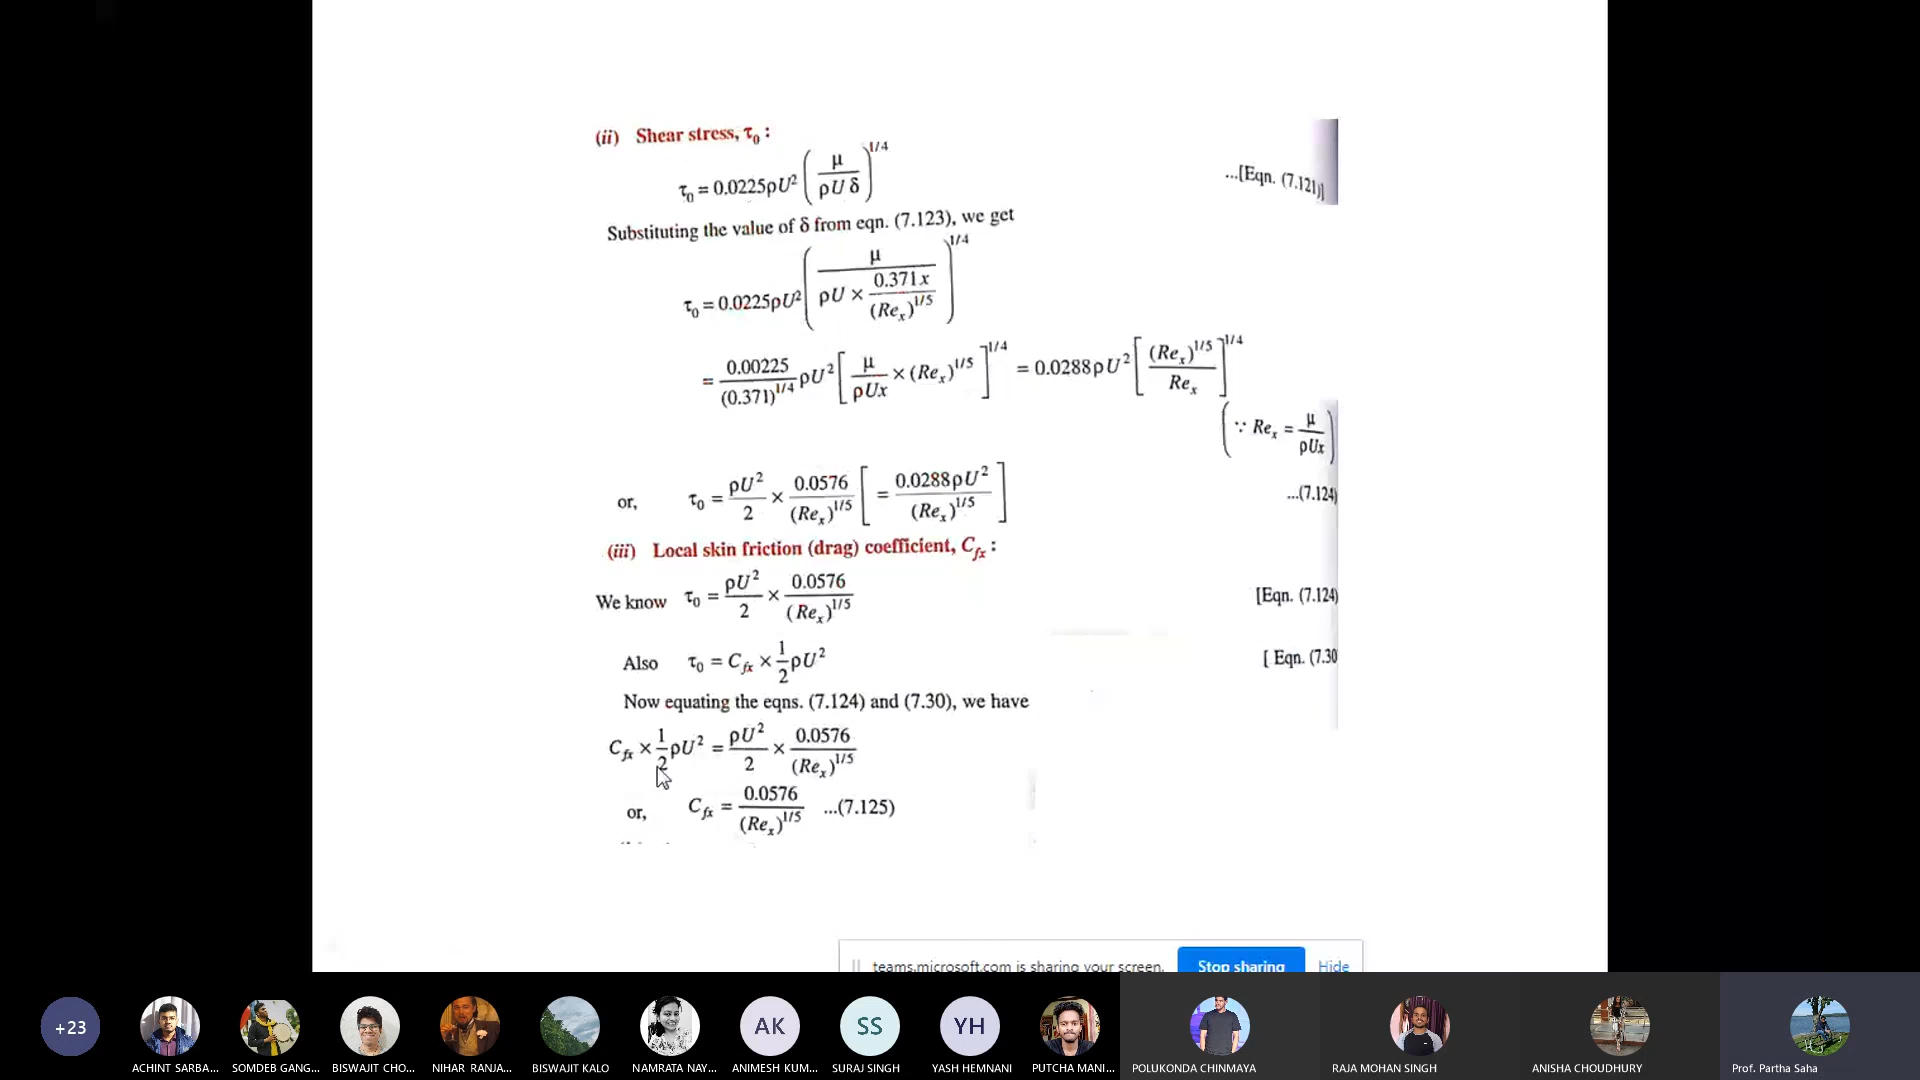 (ii) Shear stress, τ₀ :
τ₀ = 0.0225ρU² (μ / ρU δ)^1/4 ...[Eqn. (7.121)]
Substituting the value of δ from eqn. (7.123), we get
τ₀ = 0.0225ρU² (μ / (ρU × 0.371x / (Reₓ)^1/5))^1/4
= 0.00225 / (0.371)^1/4 ρU² [μ / ρUx × (Reₓ)^1/5]^1/4 = 0.0288ρU² [(Reₓ)^1/5 / Reₓ]^1/4
(∵ Reₓ = μ / ρUx)
or, τ₀ = ρU² / 2 × 0.0576 / (Reₓ)^1/5 [= 0.0288ρU² / (Reₓ)^1/5] ...(7.124)
(iii) Local skin friction (drag) coefficient, C_fx :
We know τ₀ = ρU² / 2 × 0.0576 / (Reₓ)^1/5 [Eqn. (7.124)
Also τ₀ = C_fx × 1/2 ρU² [ Eqn. (7.30
Now equating the eqns. (7.124) and (7.30), we have
C_fx × 1/2 ρU² = ρU² / 2 × 0.0576 / (Reₓ)^1/5
or, C_fx = 0.0576 / (Reₓ)^1/5 ...(7.125)
teams.microsoft.com is sharing your screen. Stop sharing Hide
+23 AK SS YH
ACHINT SARBA... SOMDEB GANG... BISWAJIT CHO... NIHAR RANJA... BISWAJIT KALO NAMRATA NAY... ANIMESH KUM... SURAJ SINGH YASH HEMNANI PUTCHA MANI... POLUKONDA CHINMAYA RAJA MOHAN SINGH ANISHA CHOUDHURY Prof. Partha Saha